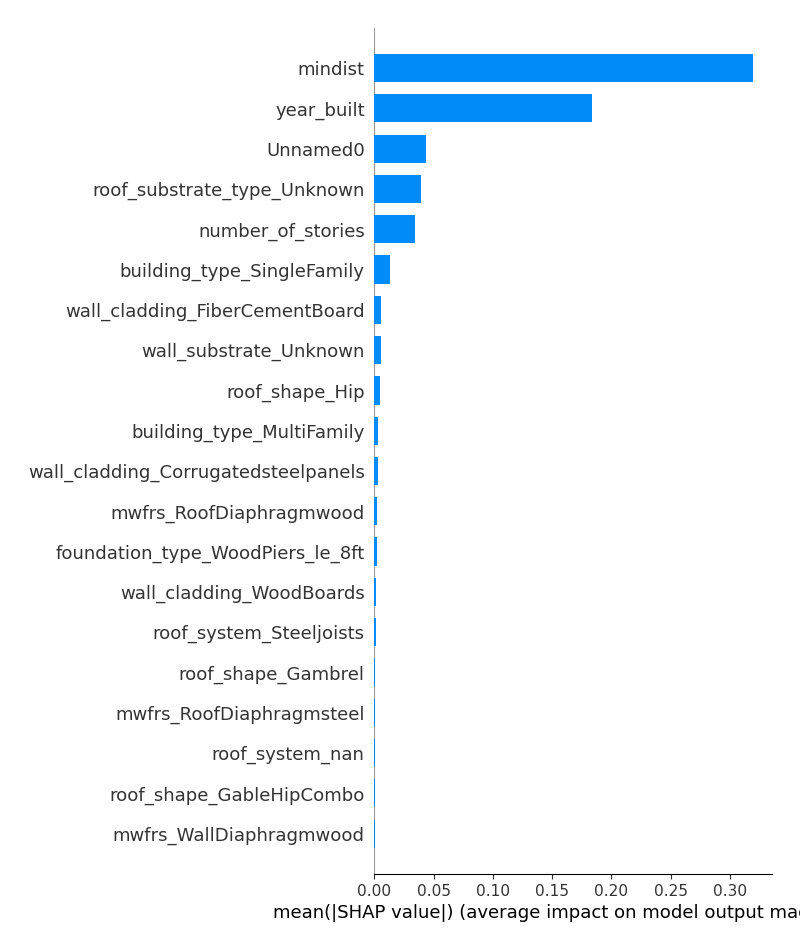 mindist
year_built
Unnamed0
roof_substrate_type_Unknown
number_of_stories
building_type_SingleFamily
wall_cladding_FiberCementBoard
wall_substrate_Unknown
roof_shape_Hip
building_type_MultiFamily
wall_cladding_Corrugatedsteelpanels
mwfrs_RoofDiaphragmwood
foundation_type_WoodPiers_le_8ft
wall_cladding_WoodBoards
roof_system_Steeljoists
roof_shape_Gambrel
mwfrs_RoofDiaphragmsteel
roof_system_nan
roof_shape_GableHipCombo
mwfrs_WallDiaphragmwood
0.00 0.05 0.10 0.15 0.20 0.25 0.30
mean(|SHAP value|) (average impact on model output